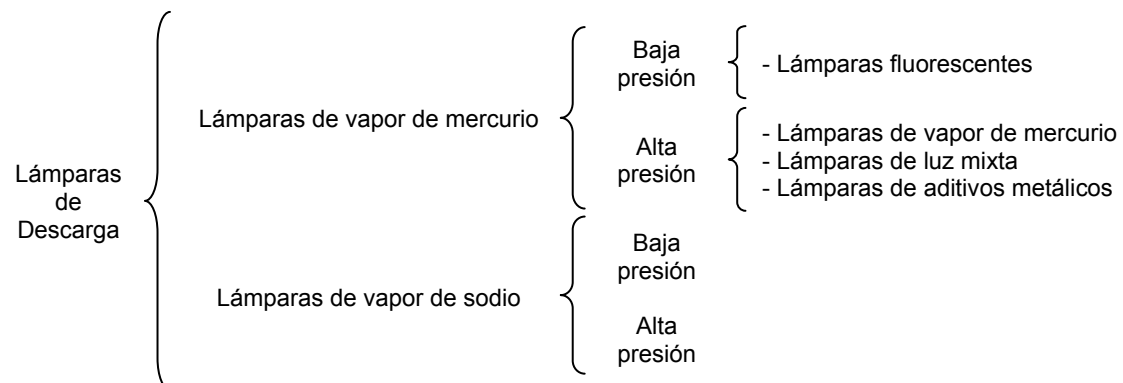 Lámparas
de
Descarga
Lámparas de vapor de mercurio
Baja
presión
- Lámparas fluorescentes
Alta
presión
- Lámparas de vapor de mercurio
- Lámparas de luz mixta
- Lámparas de aditivos metálicos
Lámparas de vapor de sodio
Baja
presión
Alta
presión